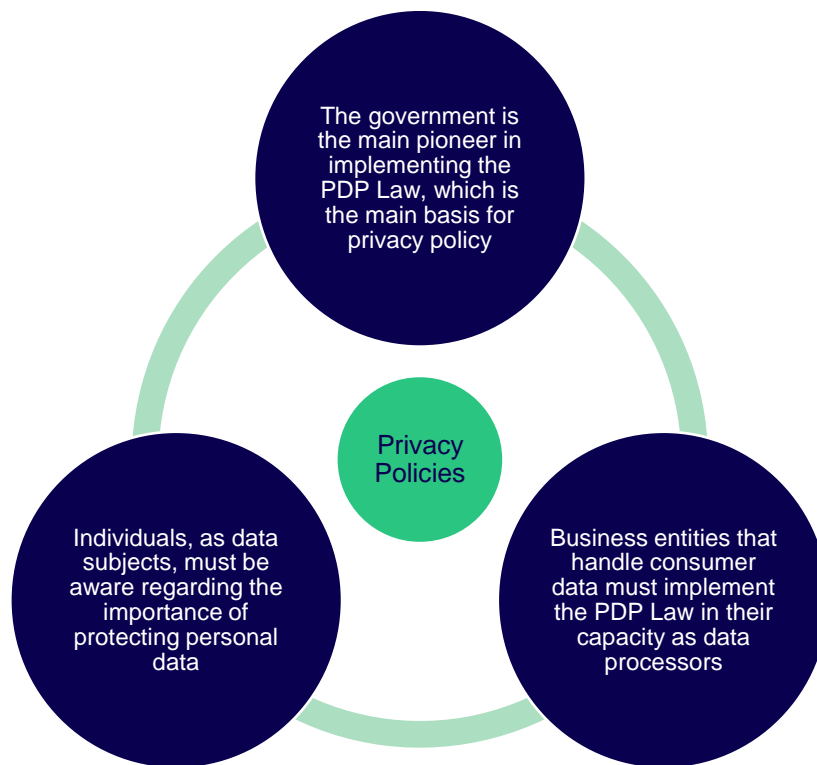 The government is
the main pioneer in
implementing the
PDP Law, which is
the main basis for
privacy policy
Privacy
Policies
Individuals, as data
subjects, must be
aware regarding the
importance of
protecting personal
data
Business entities that
handle consumer
data must implement
the PDP Law in their
capacity as data
processors